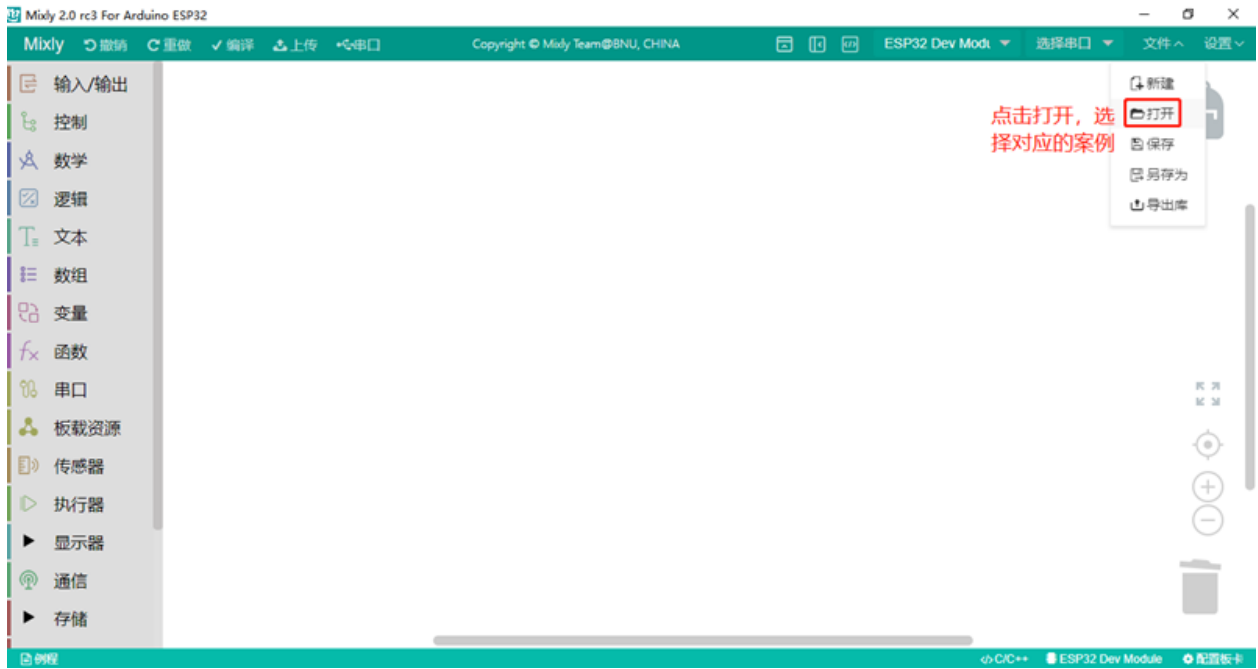 Mixly 2.0 rc3 For Arduino ESP32
Mixly 撤销 重做 编译 上传 串口 Copyright © Mixly Team@BNU, CHINA ESP32 Dev Modu 选择串口 文件 设置
新建
打开
保存
另存为
导出库
点击打开，选
择对应的案例
输入/输出
控制
数学
逻辑
文本
数组
变量
函数
串口
板载资源
传感器
执行器
显示器
通信
存储
例程 C/C++ ESP32 Dev Module 配置板卡